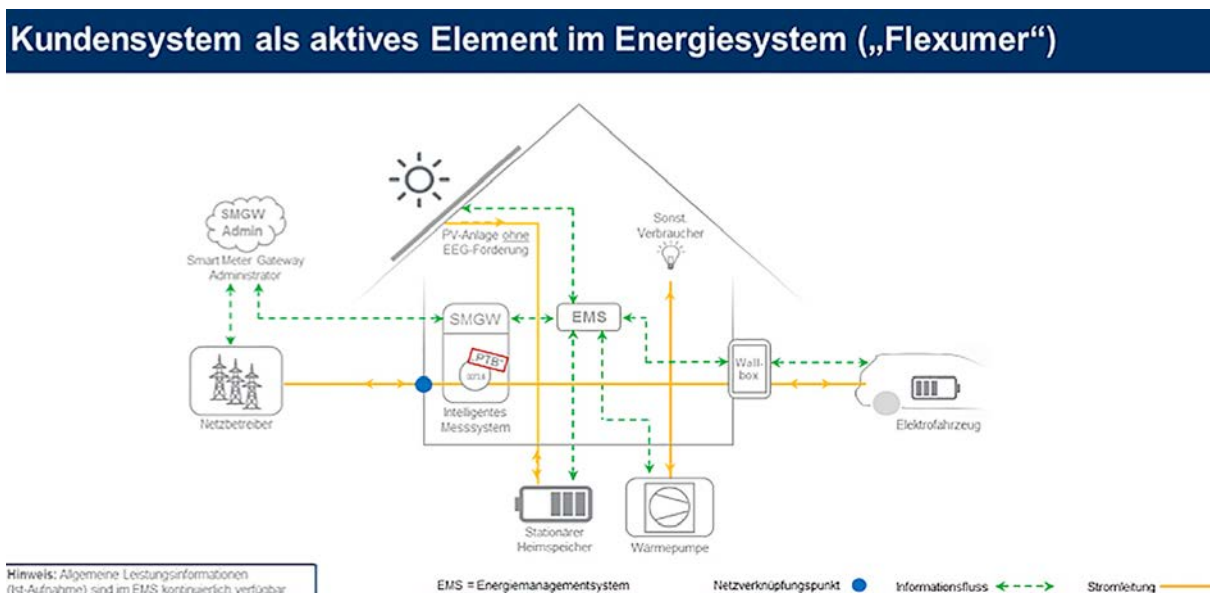 Kundensystem als aktives Element im Energiesystem („Flexumer“)
SMGW
Admin
Smart Meter Gateway
Administrator
Netzbetreiber
PV-Anlage ohne
EEG-Förderung
Sonst.
Verbraucher
SMGW
EMS
PTB
Intelligentes
Messsystem
Wall-
box
Elektrofahrzeug
Stationärer
Heimspeicher
Wärmepumpe
Hinweis: Allgemeine Leistungsinformationen
(Ist-Aufnahme) sind im EMS kontinuierlich verfügbar
EMS = Energiemanagementsystem
Netzverknüpfungspunkt
Informationsfluss
Stromleitung